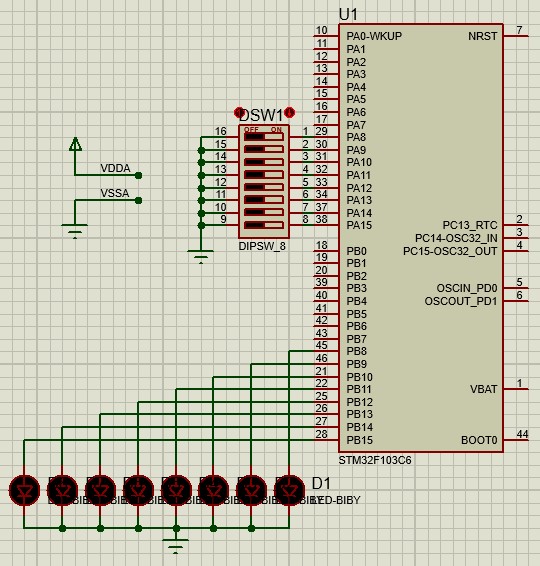 U1
10 PA0-WKUP NRST 7
11 PA1
12 PA2
13 PA3
14 PA4
15 PA5
16 PA6
17 PA7
DSW1
OFF ON
16 1 29 PA8
15 2 30 PA9
14 3 31 PA10
13 4 32 PA11
12 5 33 PA12
11 6 34 PA13
10 7 37 PA14
9 8 38 PA15
DIPSW_8
VDDA
VSSA
PC13_RTC 2
PC14-OSC32_IN 3
PC15-OSC32_OUT 4
18 PB0
19 PB1
20 PB2
39 PB3 OSCIN_PD0 5
40 PB4 OSCOUT_PD1 6
41 PB5
42 PB6
43 PB7
45 PB8
46 PB9
21 PB10
22 PB11 VBAT 1
25 PB12
26 PB13
27 PB14
28 PB15 BOOT0 44
STM32F103C6
D1
LED-BIBY